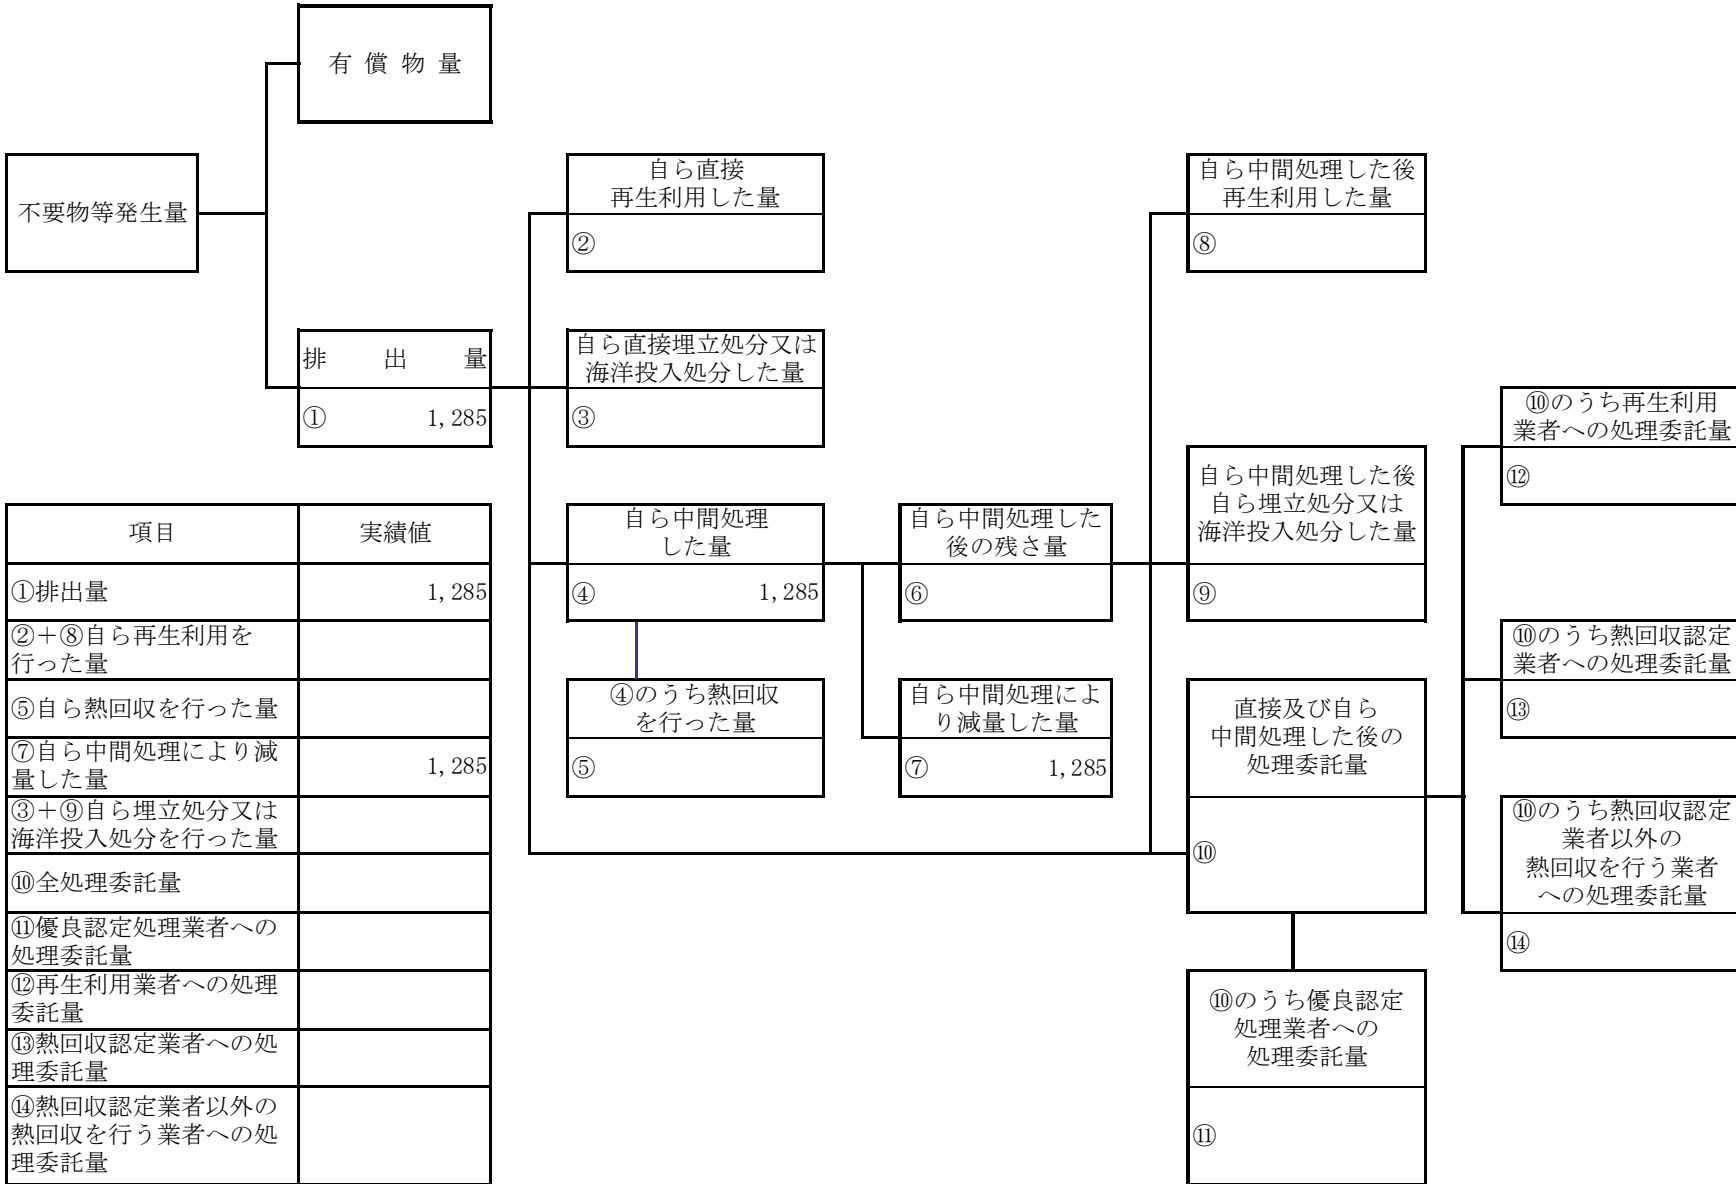 有償物量
不要物等発生量
自ら直接
再生利用した量
②
自ら中間処理した後
再生利用した量
⑧
排出量
① 1,285
自ら直接埋立処分又は
海洋投入処分した量
③
⑩のうち再生利用
業者への処理委託量
⑫
自ら中間処理した後
自ら埋立処分又は
海洋投入処分した量
⑨
自ら中間処理
した量
④ 1,285
自ら中間処理した
後の残さ量
⑥
⑩のうち熱回収認定
業者への処理委託量
⑬
④のうち熱回収
を行った量
⑤
自ら中間処理によ
り減量した量
⑦ 1,285
直接及び自ら
中間処理した後の
処理委託量
⑩
⑩のうち熱回収認定
業者以外の
熱回収を行う業者
への処理委託量
⑭
⑩のうち優良認定
処理業者への
処理委託量
⑪
項目 実績値
①排出量 1,285
②+⑧自ら再生利用を
行った量
⑤自ら熱回収を行った量
⑦自ら中間処理により減
量した量 1,285
③+⑨自ら埋立処分又は
海洋投入処分を行った量
⑩全処理委託量
⑪優良認定処理業者への
処理委託量
⑫再生利用業者への処理
委託量
⑬熱回収認定業者への処
理委託量
⑭熱回収認定業者以外の
熱回収を行う業者への処
理委託量